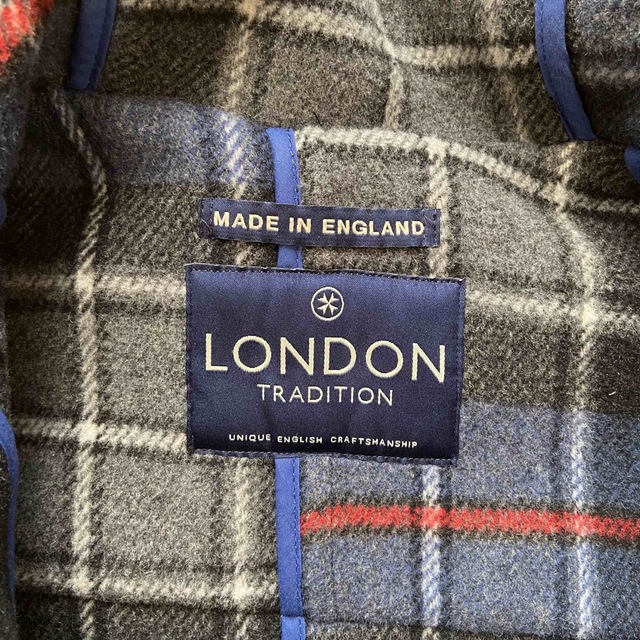 MADE IN ENGLAND
LONDON
TRADITION
UNIQUE ENGLISH CRAFTSMANSHIP